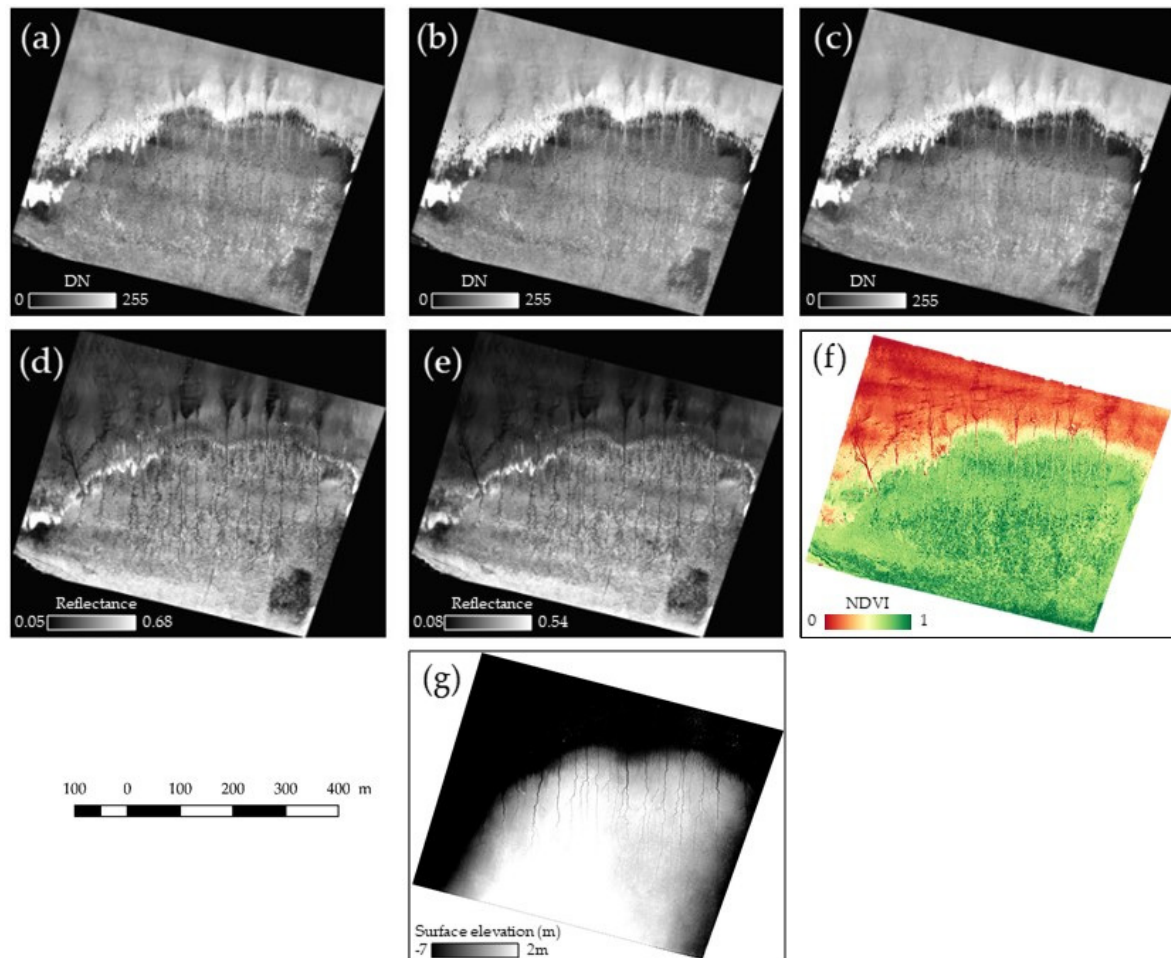 (a)
(b)
(c)
DN
0 255
DN
0 255
DN
0 255
(d)
(e)
(f)
Reflectance
0.05 0.68
Reflectance
0.08 0.54
NDVI
0 1
(g)
100 0 100 200 300 400 m
Surface elevation (m)
-7 2m